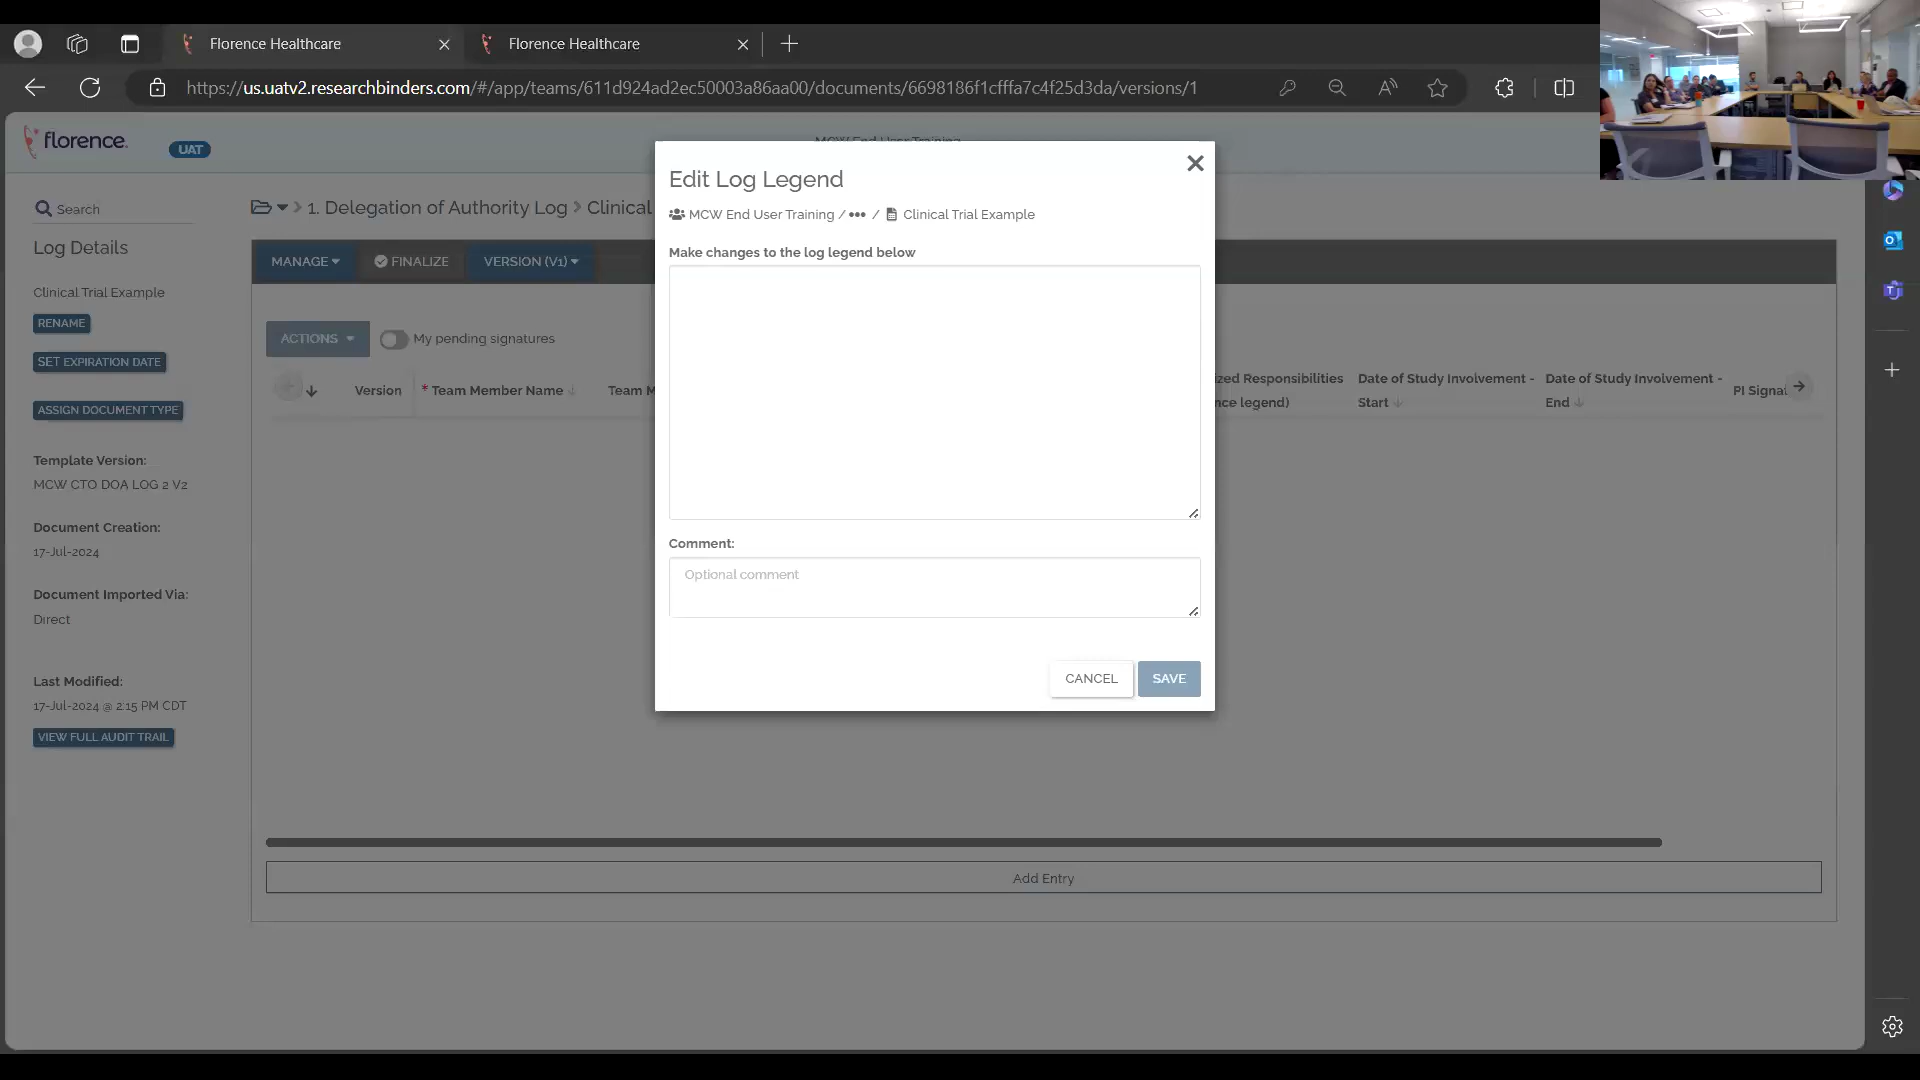 Florence Healthcare
Florence Healthcare
https://us.uatv2.researchbinders.com/#/app/teams/611d924ad2ec50003a86aa00/documents/6698186f1cfffa7c4f25d3da/versions/1
florence
UAT
MCW End User Training
Search
1. Delegation of Authority Log > Clinical
Log Details
MANAGE
FINALIZE
VERSION (V1)
Clinical Trial Example
RENAME
SET EXPIRATION DATE
ASSIGN DOCUMENT TYPE
Template Version:
MCW CTO DOA LOG 2 V2
Document Creation:
17-Jul-2024
Document Imported Via:
Direct
Last Modified:
17-Jul-2024 @ 2:15 PM CDT
VIEW FULL AUDIT TRAIL
ACTIONS
My pending signatures
Version
* Team Member Name
Team M
zed Responsibilities
nce legend)
Date of Study Involvement -
Start
Date of Study Involvement -
End
PI Signat
Add Entry
Edit Log Legend
MCW End User Training / ••• / Clinical Trial Example
Make changes to the log legend below
Comment:
Optional comment
CANCEL
SAVE